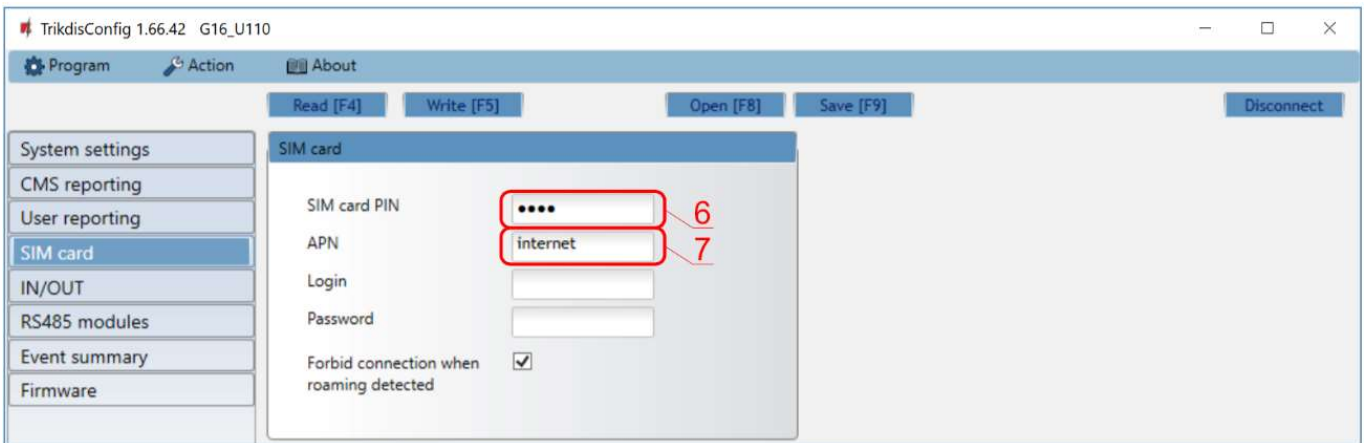 TrikdisConfig 1.66.42 G16_U110
Program Action About
Read [F4] Write [F5] Open [F8] Save [F9] Disconnect
System settings
CMS reporting
User reporting
SIM card
IN/OUT
RS485 modules
Event summary
Firmware
SIM card
SIM card PIN •••• 6
APN internet 7
Login
Password
Forbid connection when
roaming detected